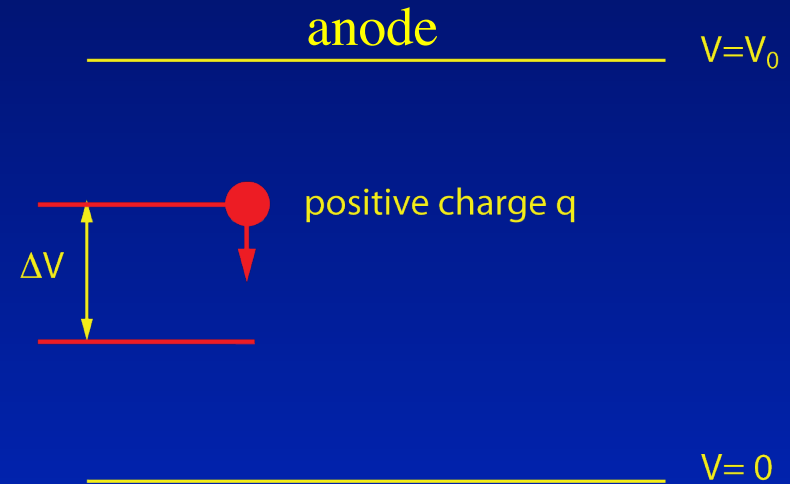 anode
V=V₀
positive charge q
ΔV
V= 0